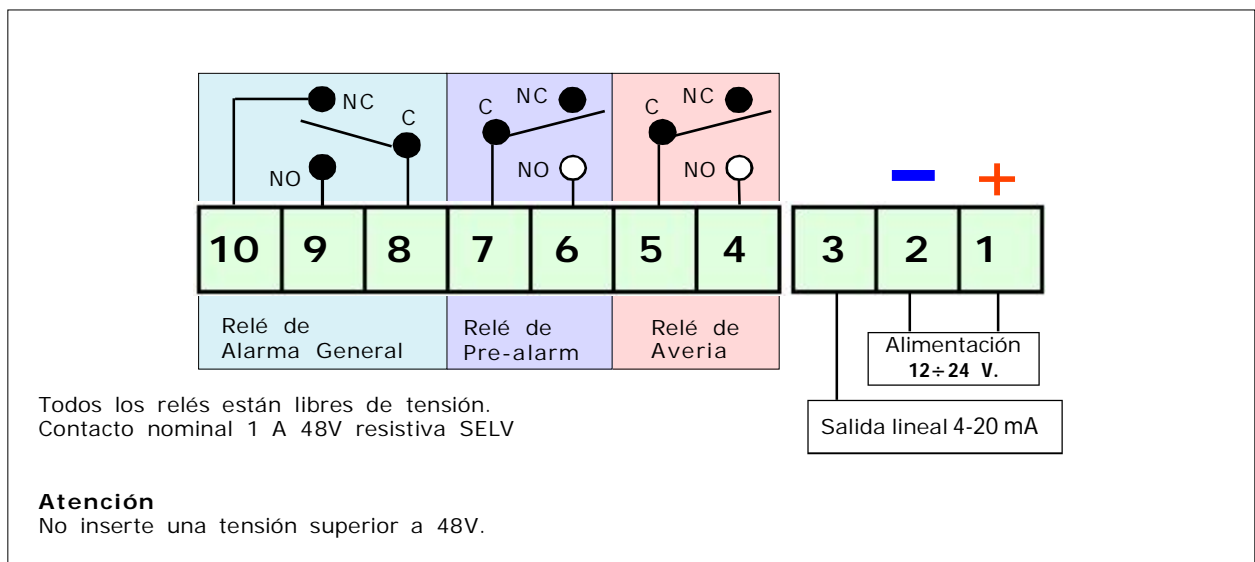 NC
C
NO
C
NC
NO
C
NC
NO
− +
10 9 8 7 6 5 4 3 2 1
Relé de
Alarma General
Relé de
Pre-alarm
Relé de
Averia
Alimentación
12÷24 V.
Salida lineal 4-20 mA
Todos los relés están libres de tensión.
Contacto nominal 1 A 48V resistiva SELV
Atención
No inserte una tensión superior a 48V.